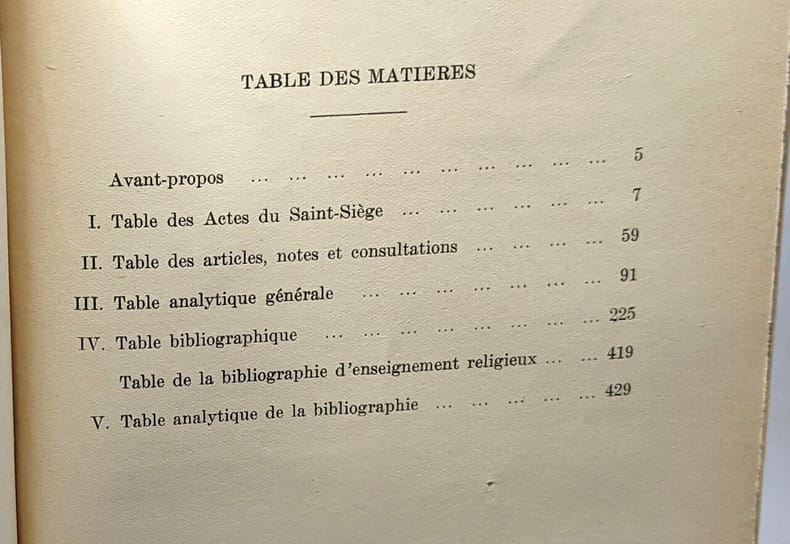 TABLE DES MATIERES
Avant-propos ... ... ... ... ... ... ... ... ... ... 5
I. Table des Actes du Saint-Siège ... ... ... ... ... ... 7
II. Table des articles, notes et consultations ... ... ... ... 59
III. Table analytique générale ... ... ... ... ... ... ... 91
IV. Table bibliographique ... ... ... ... ... ... ... ... 225
Table de la bibliographie d'enseignement religieux ... ... 419
V. Table analytique de la bibliographie ... ... ... ... ... 429